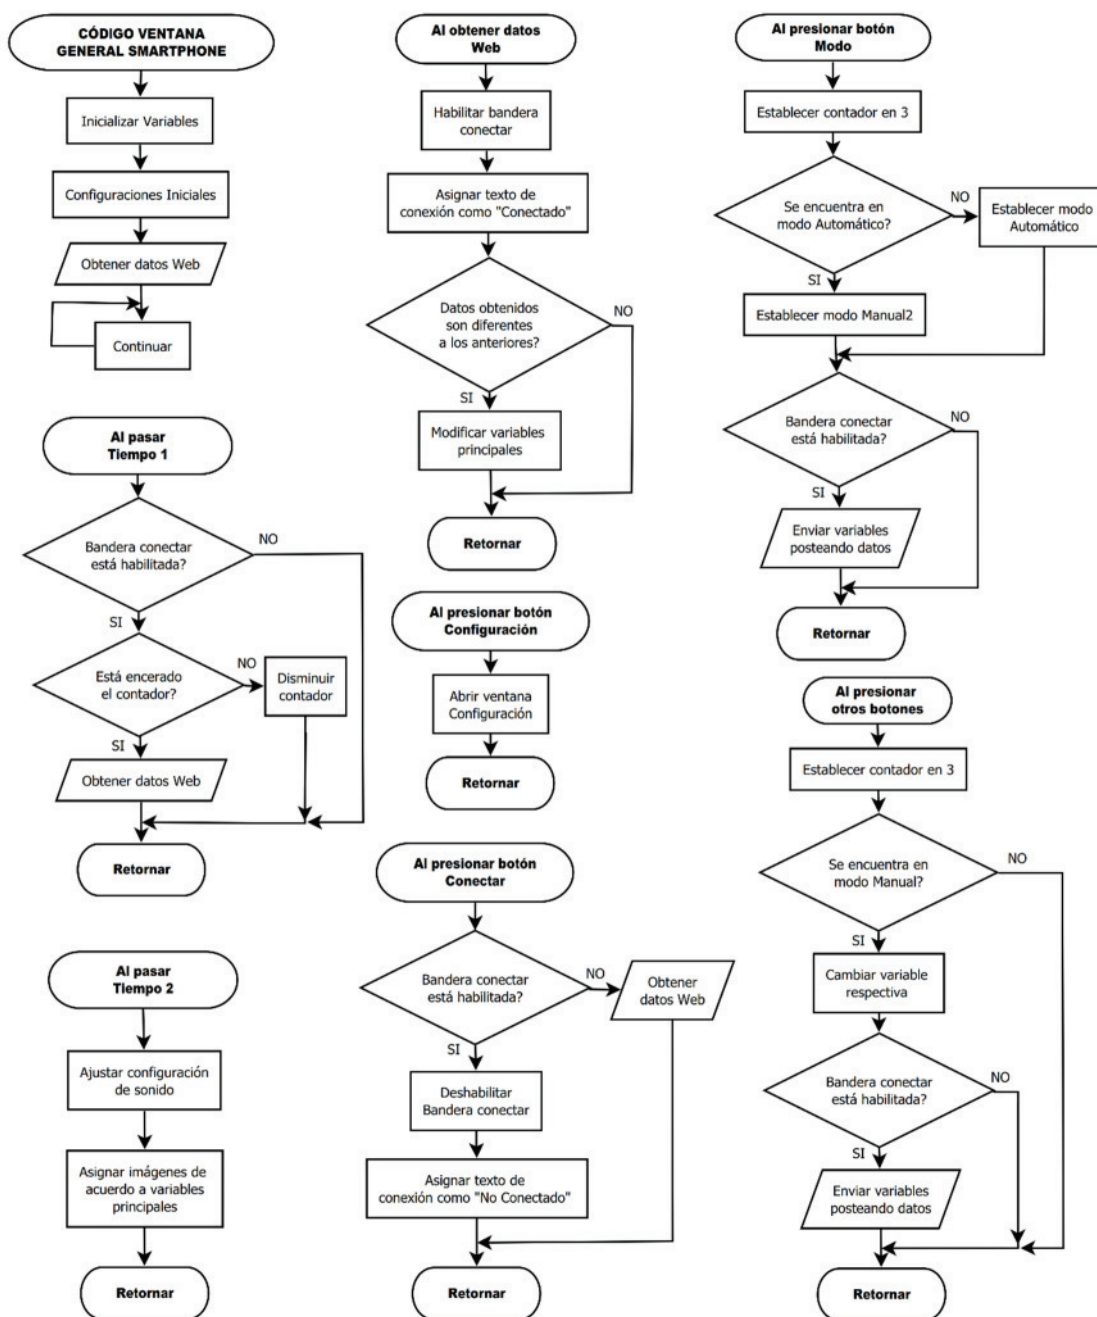 CÓDIGO VENTANA
GENERAL SMARTPHONE
Inicializar Variables
Configuraciones Iniciales
Obtener datos Web
Continuar
Al pasar
Tiempo 1
Bandera conectar
está habilitada?
NO
SI
Está encerado
el contador?
NO
Disminuir
contador
SI
Obtener datos Web
Retornar
Al pasar
Tiempo 2
Ajustar configuración
de sonido
Asignar imágenes de
acuerdo a variables
principales
Retornar
Al obtener datos
Web
Habilitar bandera
conectar
Asignar texto de
conexión como "Conectado"
Datos obtenidos
son diferentes
a los anteriores?
NO
SI
Modificar variables
principales
Retornar
Al presionar botón
Configuración
Abrir ventana
Configuración
Retornar
Al presionar botón
Conectar
Bandera conectar
está habilitada?
NO
Obtener
datos Web
SI
Deshabilitar
Bandera conectar
Asignar texto de
conexión como "No Conectado"
Retornar
Al presionar botón
Modo
Establecer contador en 3
Se encuentra en
modo Automático?
NO
Establecer modo
Automático
SI
Establecer modo Manual2
Bandera conectar
está habilitada?
NO
SI
Enviar variables
posteando datos
Retornar
Al presionar
otros botones
Establecer contador en 3
Se encuentra en
modo Manual?
NO
SI
Cambiar variable
respectiva
Bandera conectar
está habilitada?
NO
SI
Enviar variables
posteando datos
Retornar